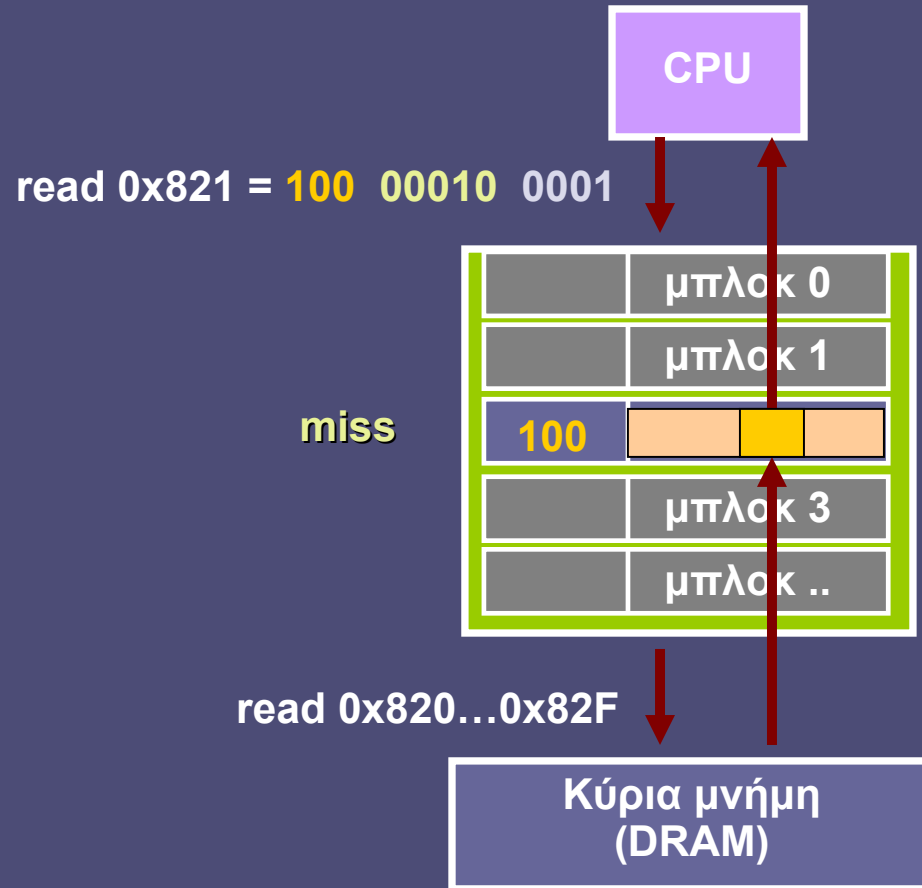 CPU
read 0x821 = 100 00010 0001
μπλοκ 0
μπλοκ 1
miss
100
μπλοκ 3
μπλοκ ..
read 0x820…0x82F
Κύρια μνήμη
(DRAM)